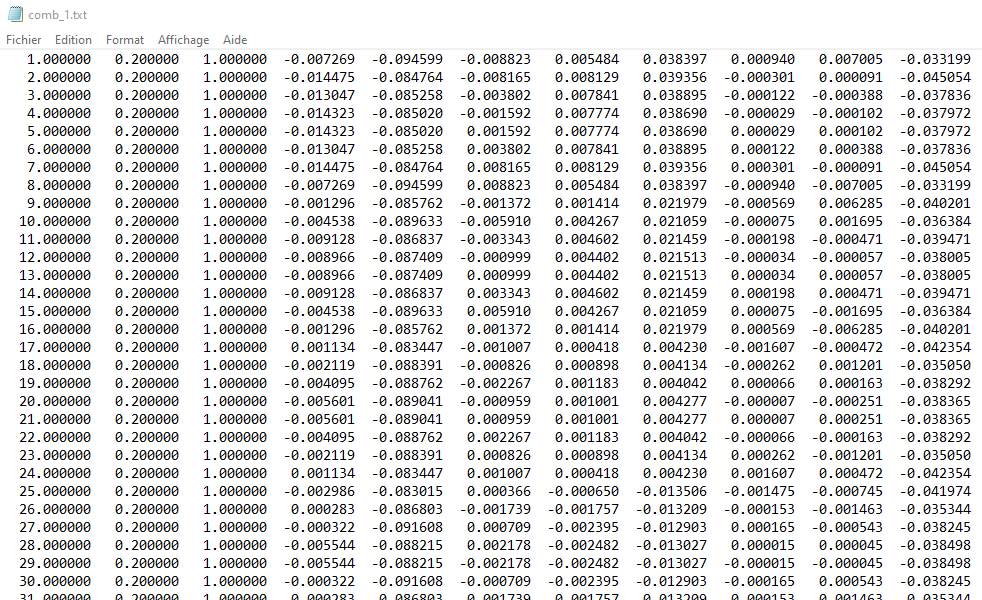 comb_1.txt
Fichier Edition Format Affichage Aide
1.000000 0.200000 1.000000 -0.007269 -0.094599 -0.008823 0.005484 0.038397 0.000940 0.007005 -0.033199
2.000000 0.200000 1.000000 -0.014475 -0.084764 -0.008165 0.008129 0.039356 -0.000301 0.000091 -0.045054
3.000000 0.200000 1.000000 -0.013047 -0.085258 -0.003802 0.007841 0.038895 -0.000122 -0.000388 -0.037836
4.000000 0.200000 1.000000 -0.014323 -0.085020 -0.001592 0.007774 0.038690 -0.000029 -0.000102 -0.037972
5.000000 0.200000 1.000000 -0.014323 -0.085020 0.001592 0.007774 0.038690 0.000029 0.000102 -0.037972
6.000000 0.200000 1.000000 -0.013047 -0.085258 0.003802 0.007841 0.038895 0.000122 0.000388 -0.037836
7.000000 0.200000 1.000000 -0.014475 -0.084764 0.008165 0.008129 0.039356 0.000301 -0.000091 -0.045054
8.000000 0.200000 1.000000 -0.007269 -0.094599 0.008823 0.005484 0.038397 -0.000940 -0.007005 -0.033199
9.000000 0.200000 1.000000 -0.001296 -0.085762 -0.001372 0.001414 0.021979 -0.000569 0.006285 -0.040201
10.000000 0.200000 1.000000 -0.004538 -0.089633 -0.005910 0.004267 0.021059 -0.000075 0.001695 -0.036384
11.000000 0.200000 1.000000 -0.009128 -0.086837 -0.003343 0.004602 0.021459 -0.000198 -0.000471 -0.039471
12.000000 0.200000 1.000000 -0.008966 -0.087409 -0.000999 0.004402 0.021513 -0.000034 -0.000057 -0.038005
13.000000 0.200000 1.000000 -0.008966 -0.087409 0.000999 0.004402 0.021513 0.000034 0.000057 -0.038005
14.000000 0.200000 1.000000 -0.009128 -0.086837 0.003343 0.004602 0.021459 0.000198 0.000471 -0.039471
15.000000 0.200000 1.000000 -0.004538 -0.089633 0.005910 0.004267 0.021059 0.000075 -0.001695 -0.036384
16.000000 0.200000 1.000000 -0.001296 -0.085762 0.001372 0.001414 0.021979 0.000569 -0.006285 -0.040201
17.000000 0.200000 1.000000 0.001134 -0.083447 -0.001007 0.000418 0.004230 -0.001607 -0.000472 -0.042354
18.000000 0.200000 1.000000 -0.002119 -0.088391 -0.000826 0.000898 0.004134 -0.000262 0.001201 -0.035050
19.000000 0.200000 1.000000 -0.004095 -0.088762 -0.002267 0.001183 0.004042 0.000066 0.000163 -0.038292
20.000000 0.200000 1.000000 -0.005601 -0.089041 -0.000959 0.001001 0.004277 -0.000007 -0.000251 -0.038365
21.000000 0.200000 1.000000 -0.005601 -0.089041 0.000959 0.001001 0.004277 0.000007 0.000251 -0.038365
22.000000 0.200000 1.000000 -0.004095 -0.088762 0.002267 0.001183 0.004042 -0.000066 -0.000163 -0.038292
23.000000 0.200000 1.000000 -0.002119 -0.088391 0.000826 0.000898 0.004134 0.000262 -0.001201 -0.035050
24.000000 0.200000 1.000000 0.001134 -0.083447 0.001007 0.000418 0.004230 0.001607 0.000472 -0.042354
25.000000 0.200000 1.000000 -0.002986 -0.083015 0.000366 -0.000650 -0.013506 -0.001475 -0.000745 -0.041974
26.000000 0.200000 1.000000 0.000283 -0.086803 -0.001739 -0.001757 -0.013209 -0.000153 -0.001463 -0.035344
27.000000 0.200000 1.000000 -0.000322 -0.091608 0.000709 -0.002395 -0.012903 0.000165 -0.000543 -0.038245
28.000000 0.200000 1.000000 -0.005544 -0.088215 0.002178 -0.002482 -0.013027 0.000015 0.000045 -0.038498
29.000000 0.200000 1.000000 -0.005544 -0.088215 -0.002178 -0.002482 -0.013027 -0.000015 -0.000045 -0.038498
30.000000 0.200000 1.000000 -0.000322 -0.091608 -0.000709 -0.002395 -0.012903 -0.000165 0.000543 -0.038245
31.000000 0.200000 1.000000 0.000283 -0.086803 0.001739 -0.001757 -0.013209 0.000153 0.001463 -0.035344